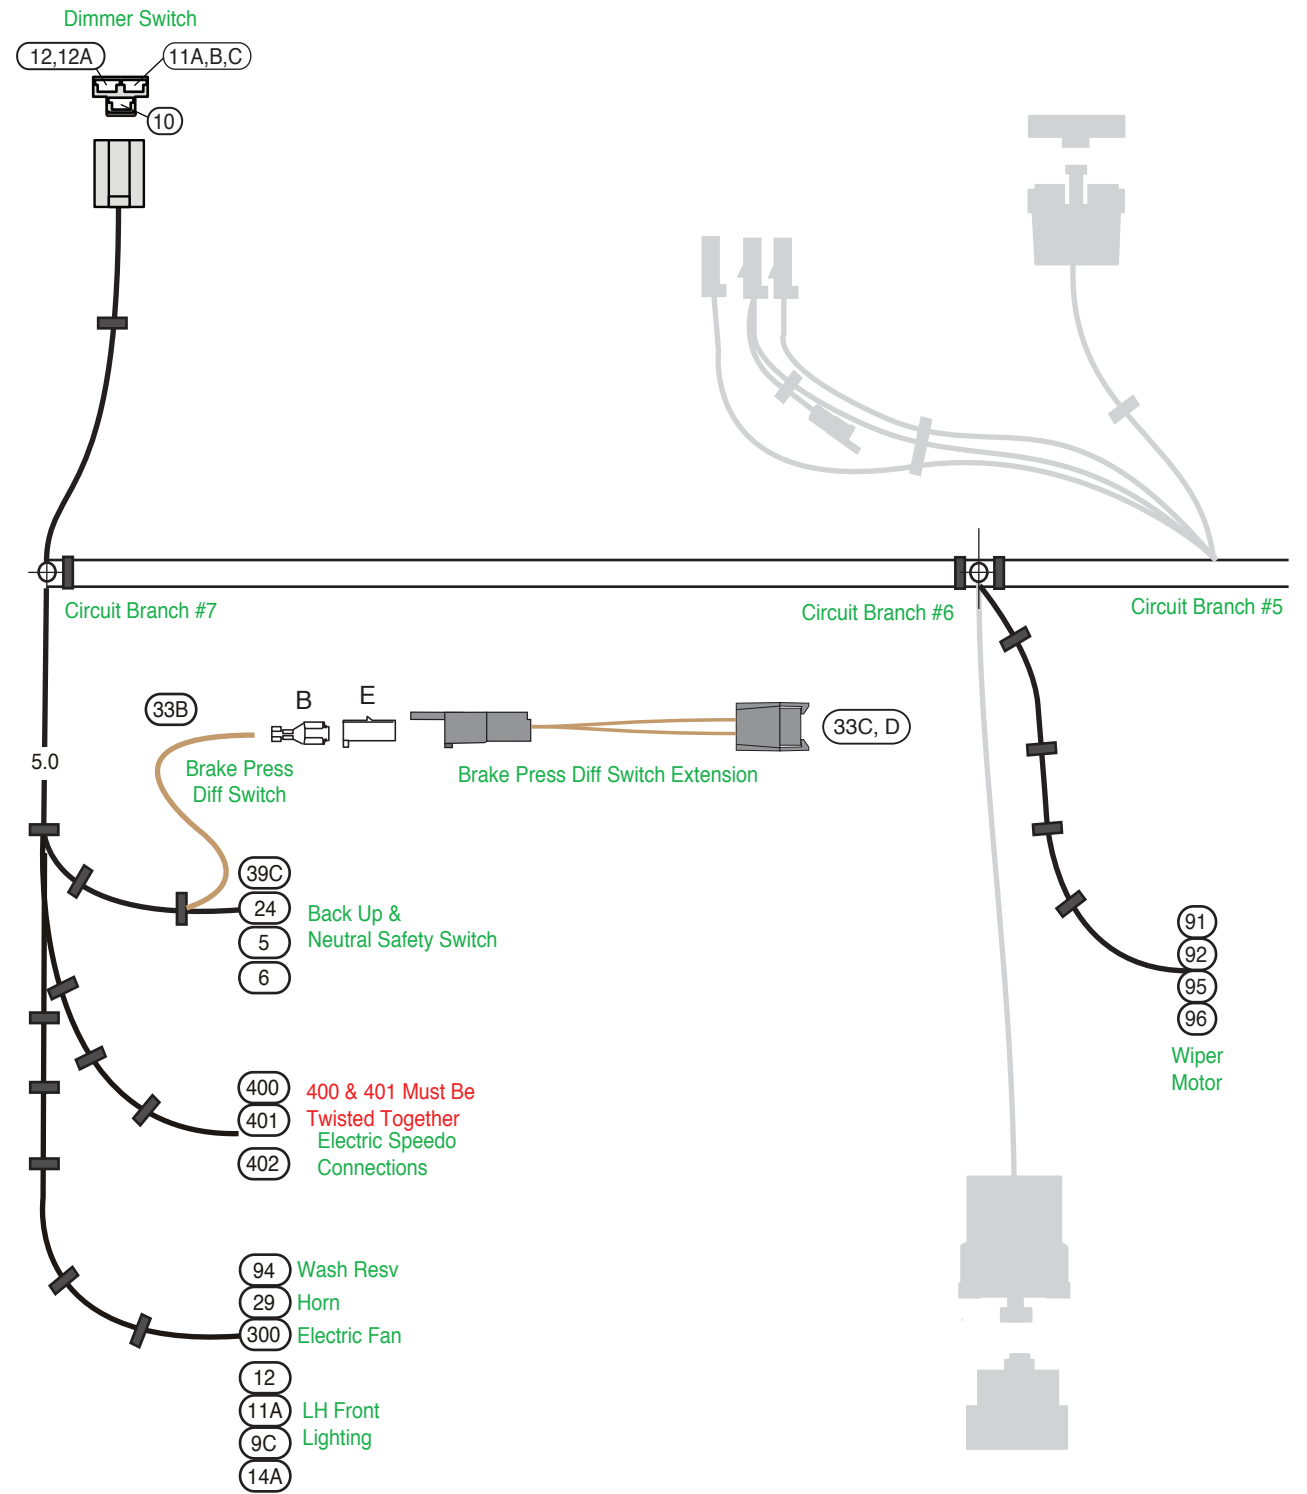 Dimmer Switch
12,12A
11A,B,C
10
Circuit Branch #7
Circuit Branch #6
Circuit Branch #5
33B
B
E
33C, D
5.0
Brake Press
Diff Switch
Brake Press Diff Switch Extension
39C
24
5
6
Back Up &
Neutral Safety Switch
91
92
95
96
Wiper
Motor
400
401
402
400 & 401 Must Be
Twisted Together
Electric Speedo
Connections
94 Wash Resv
29 Horn
300 Electric Fan
12
11A
9C
14A
LH Front
Lighting